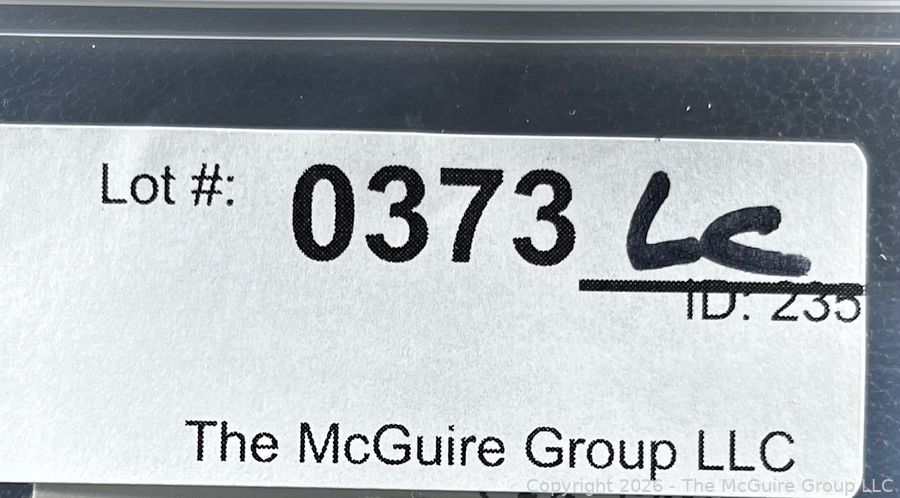 Lot #: 0373 LC
ID: 235
The McGuire Group LLC
Copyright 2026 - The McGuire Group LLC